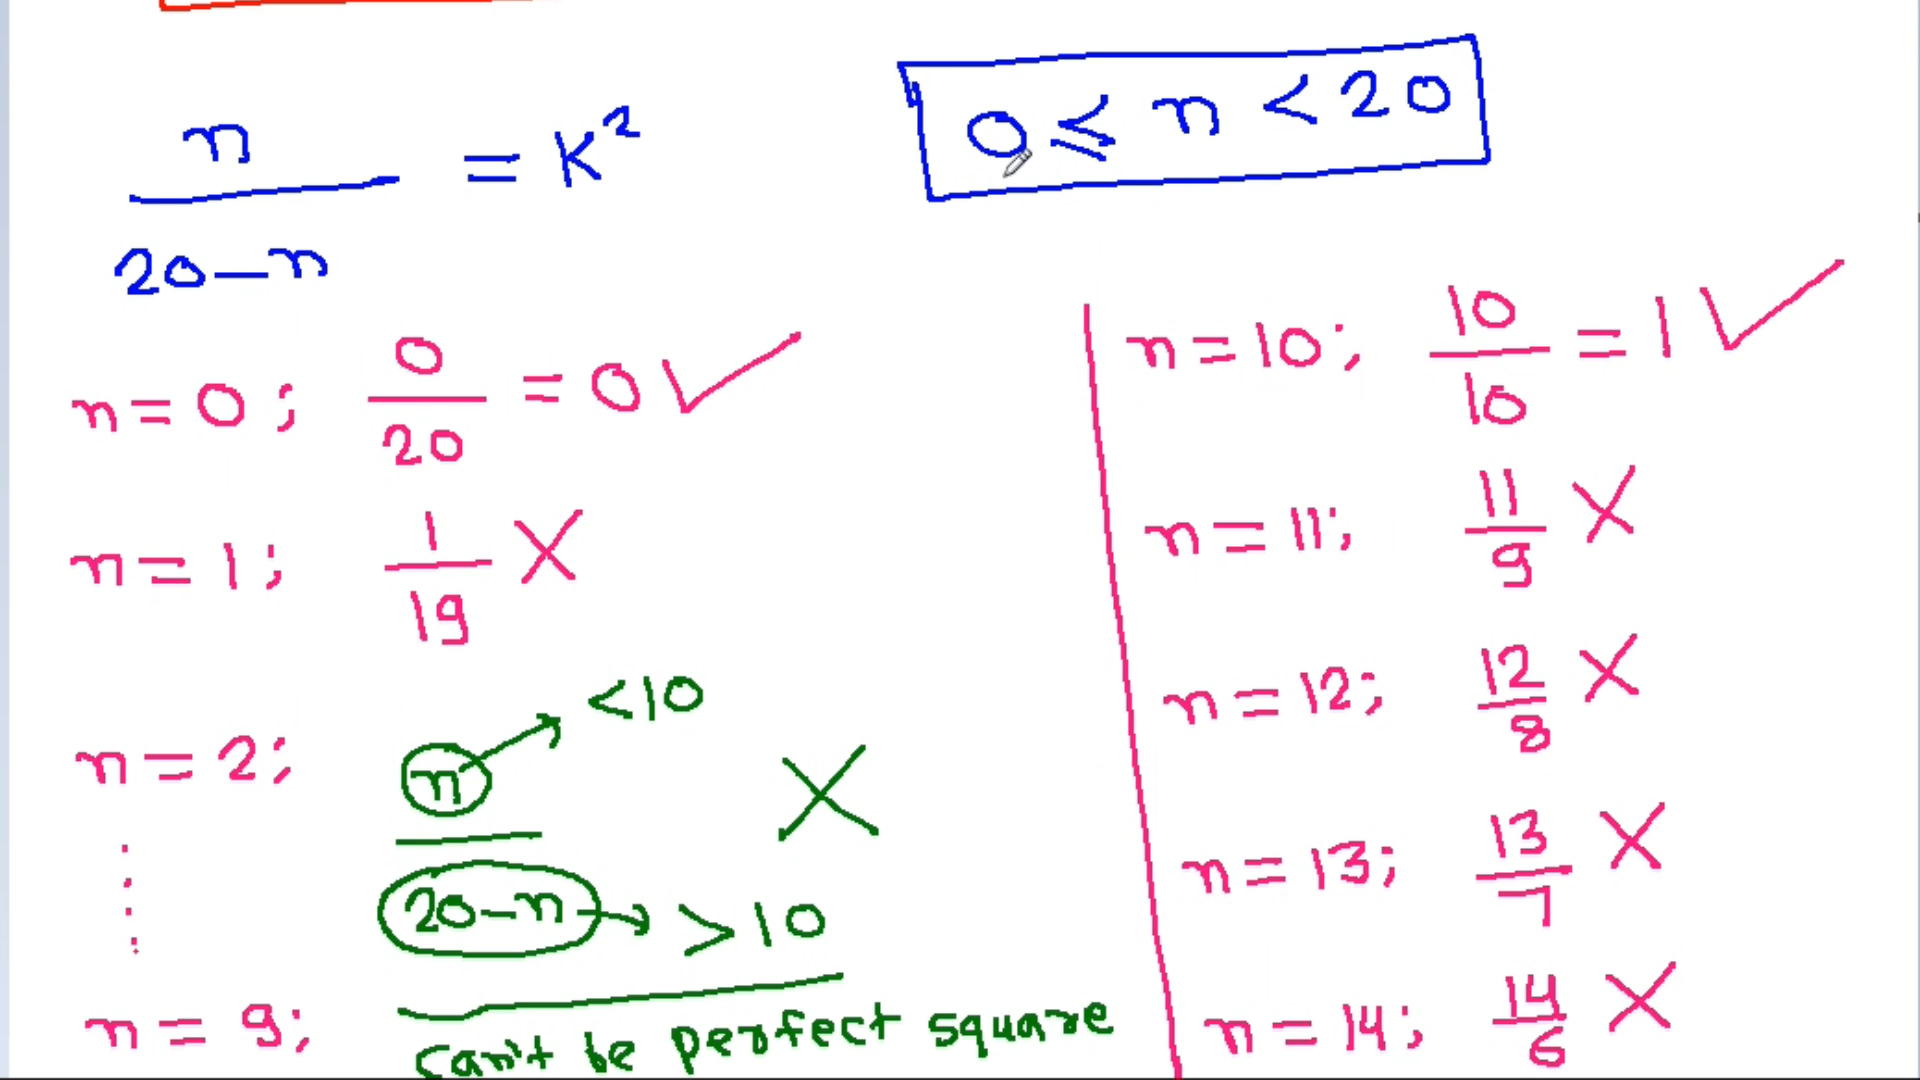 n/(20-n) = K²
0 ≤ n < 20
n = 0 ; 0/20 = 0 ✓
n = 1 ; 1/19 ✗
n = 2 ; n → <10
20-n → >10 ✗
n = 9 ; can't be perfect square
n = 10 ; 10/10 = 1 ✓
n = 11 ; 11/9 ✗
n = 12 ; 12/8 ✗
n = 13 ; 13/7 ✗
n = 14 ; 14/6 ✗